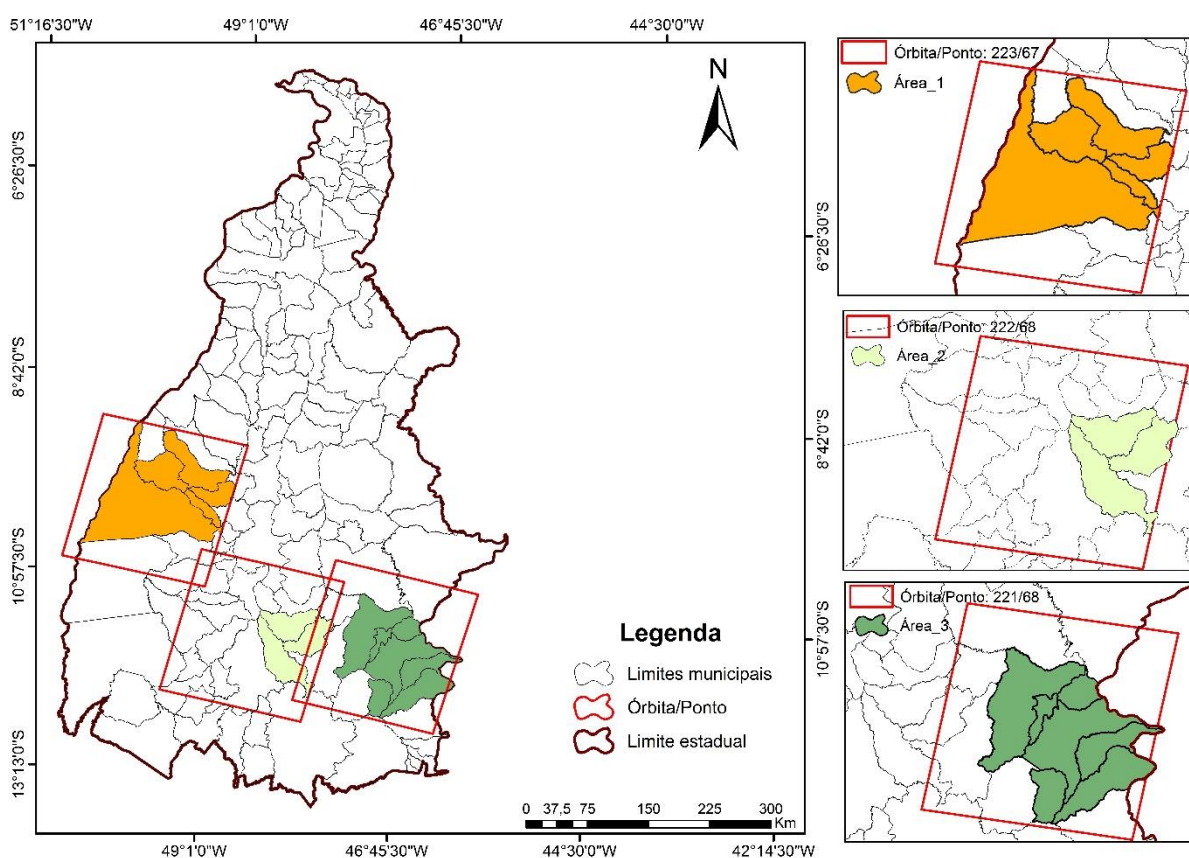 51°16'30"W 49°1'0"W 46°45'30"W 44°30'0"W
N
6°26'30"S
8°42'0"S
10°57'30"S
13°13'0"S
Legenda
Limites municipais
Órbita/Ponto
Limite estadual
0 37,5 75 150 225 300
Km
49°1'0"W 46°45'30"W 44°30'0"W 42°14'30"W
Órbita/Ponto: 223/67
Área_1
6°26'30"S
Órbita/Ponto: 222/68
Área_2
8°42'0"S
Órbita/Ponto: 221/68
Área_3
10°57'30"S